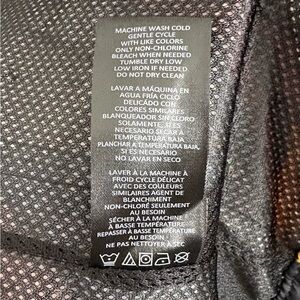 MACHINE WASH COLD
GENTLE CYCLE
WITH LIKE COLORS
ONLY NON-CHLORINE
BLEACH WHEN NEEDED
TUMBLE DRY LOW
LOW IRON IF NEEDED
DO NOT DRY CLEAN
LAVAR A MÁQUINA EN
AGUA FRÍA CICLO
DELICADO CON
COLORES SIMILARES
BLANQUEADOR SIN CLORO
SOLAMENTE, SI ES
NECESARIO SECAR A
TEMPERATURA BAJA
PLANCHAR A TEMPERATURA BAJA,
SI ES NECESARIO
NO LAVAR EN SECO
LAVER À LA MACHINE À
FROID CYCLE DÉLICAT
AVEC DES COULEURS
SIMILAIRES AGENT DE
BLANCHIMENT
NON-CHLORÉ SEULEMENT
AU BESOIN
SÉCHER À LA MACHINE
À BASSE TEMPÉRATURE
REPASSER À BASSE TEMPÉRATURE
AU BESOIN
NE PAS NETTOYER À SEC